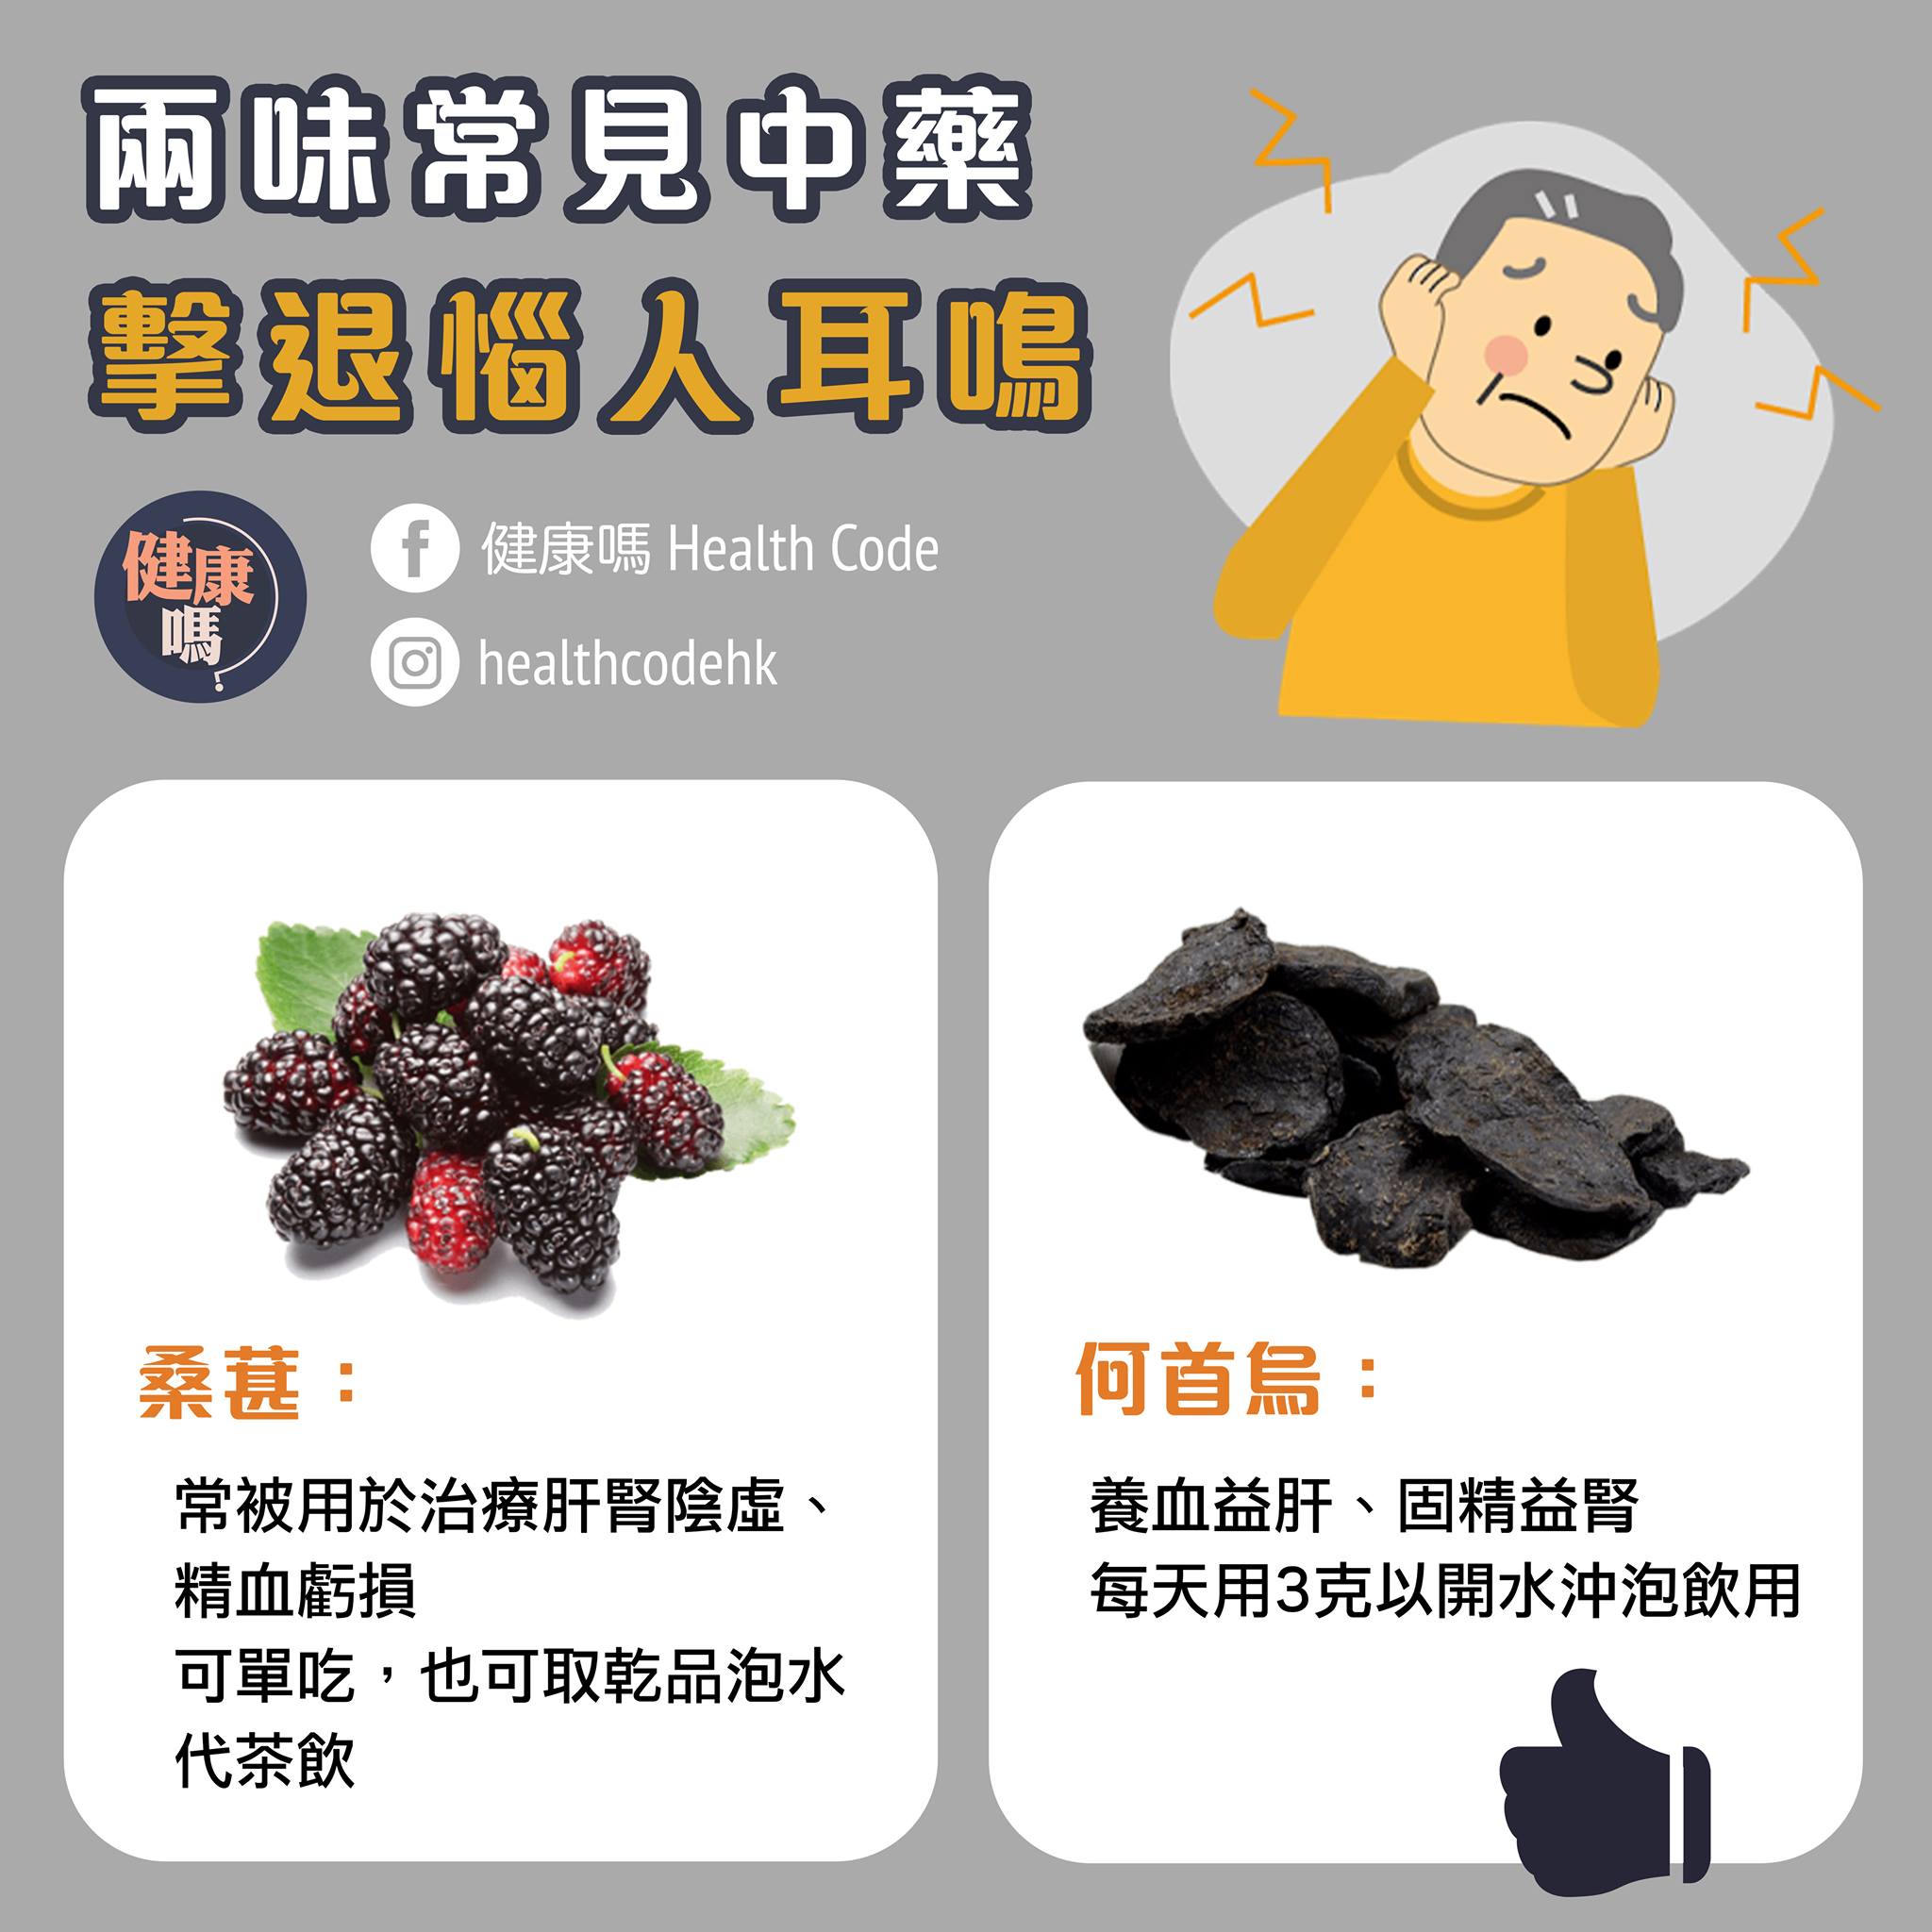 兩味常見中藥
擊退惱人耳鳴
健康
嗎
健康嗎 Health Code
healthcodehk
桑葚：
常被用於治療肝腎陰虛、
精血虧損
可單吃，也可取乾品泡水
代茶飲
何首烏：
養血益肝、固精益腎
每天用3克以開水沖泡飲用